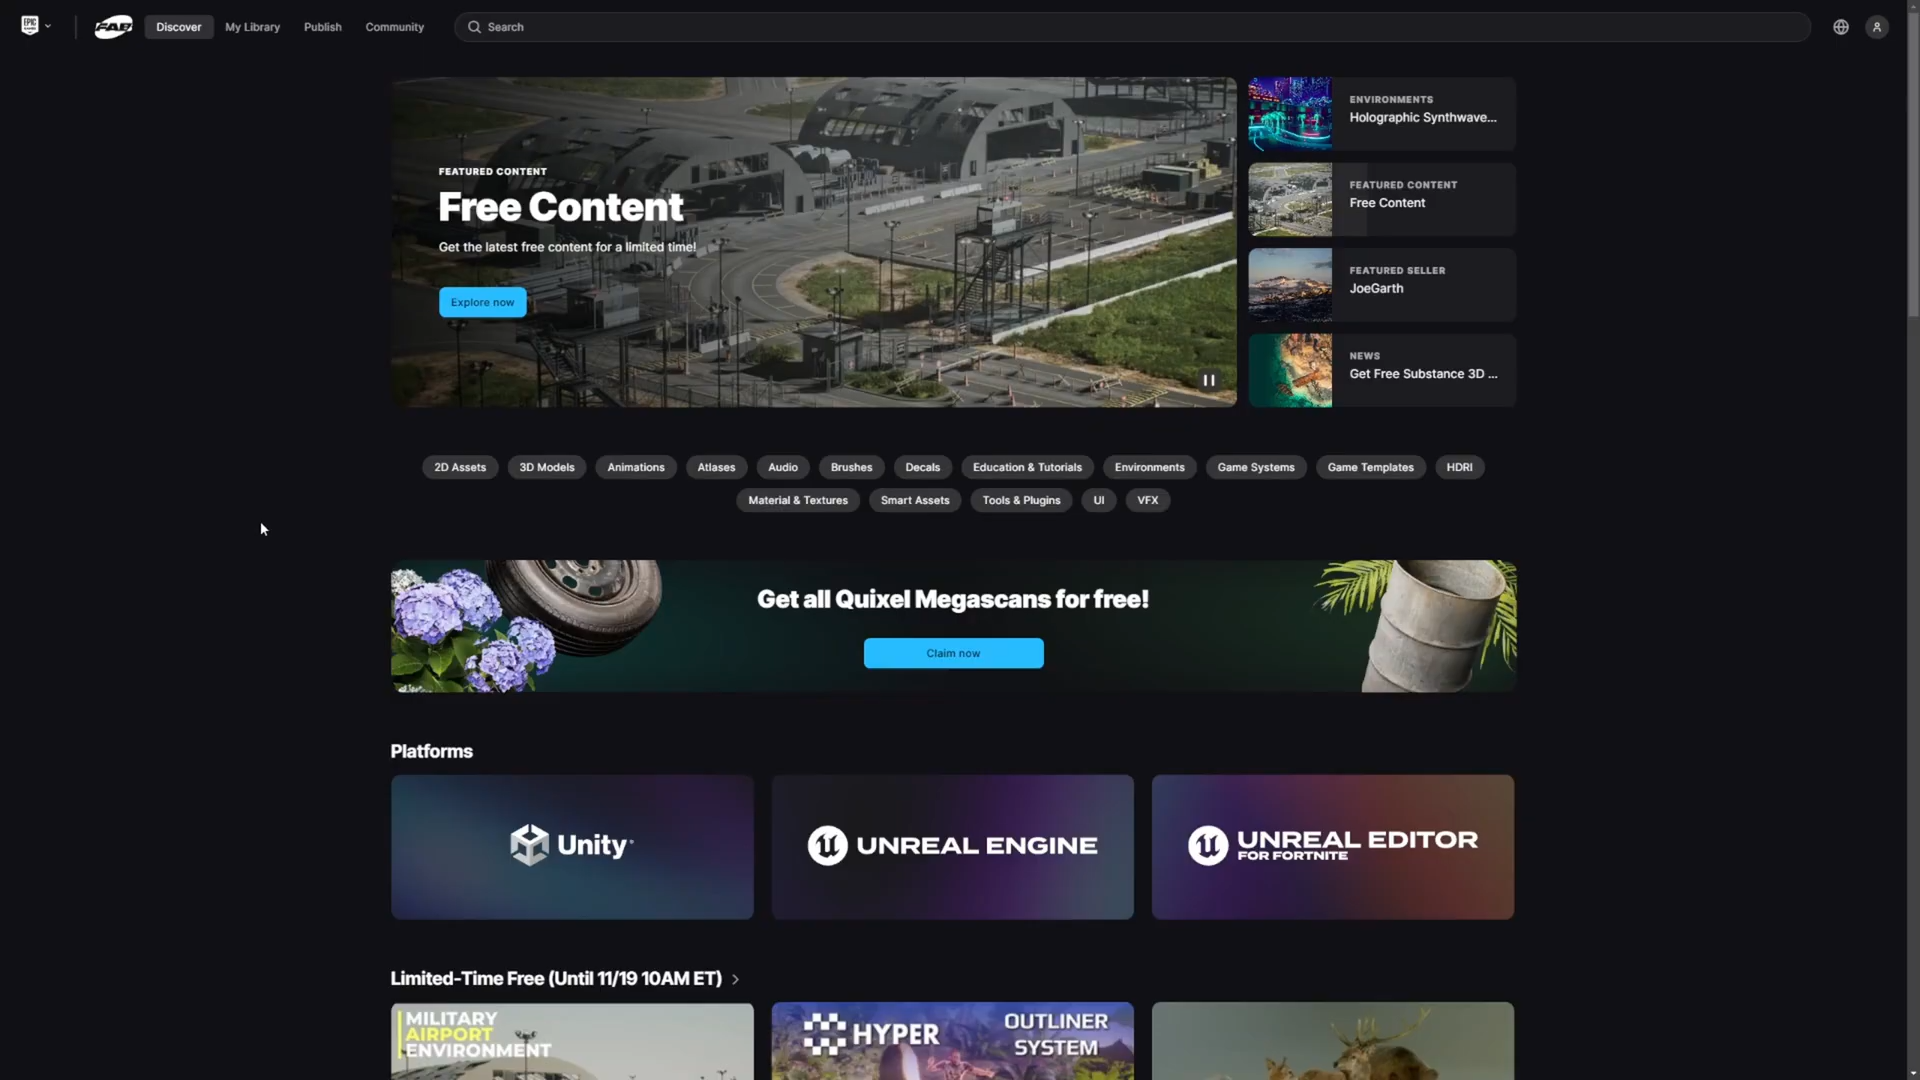 EPIC
GAMES
FAB
Discover
My Library
Publish
Community
Search
FEATURED CONTENT
Free Content
Get the latest free content for a limited time!
Explore now
ENVIRONMENTS
Holographic Synthwave...
FEATURED CONTENT
Free Content
FEATURED SELLER
JoeGarth
NEWS
Get Free Substance 3D ...
2D Assets
3D Models
Animations
Atlases
Audio
Brushes
Decals
Education & Tutorials
Environments
Game Systems
Game Templates
HDRI
Material & Textures
Smart Assets
Tools & Plugins
UI
VFX
Get all Quixel Megascans for free!
Claim now
Platforms
Unity
UNREAL ENGINE
UNREAL EDITOR
FOR FORTNITE
Limited-Time Free (Until 11/19 10AM ET)
MILITARY
AIRPORT
ENVIRONMENT
HYPER
OUTLINER
SYSTEM